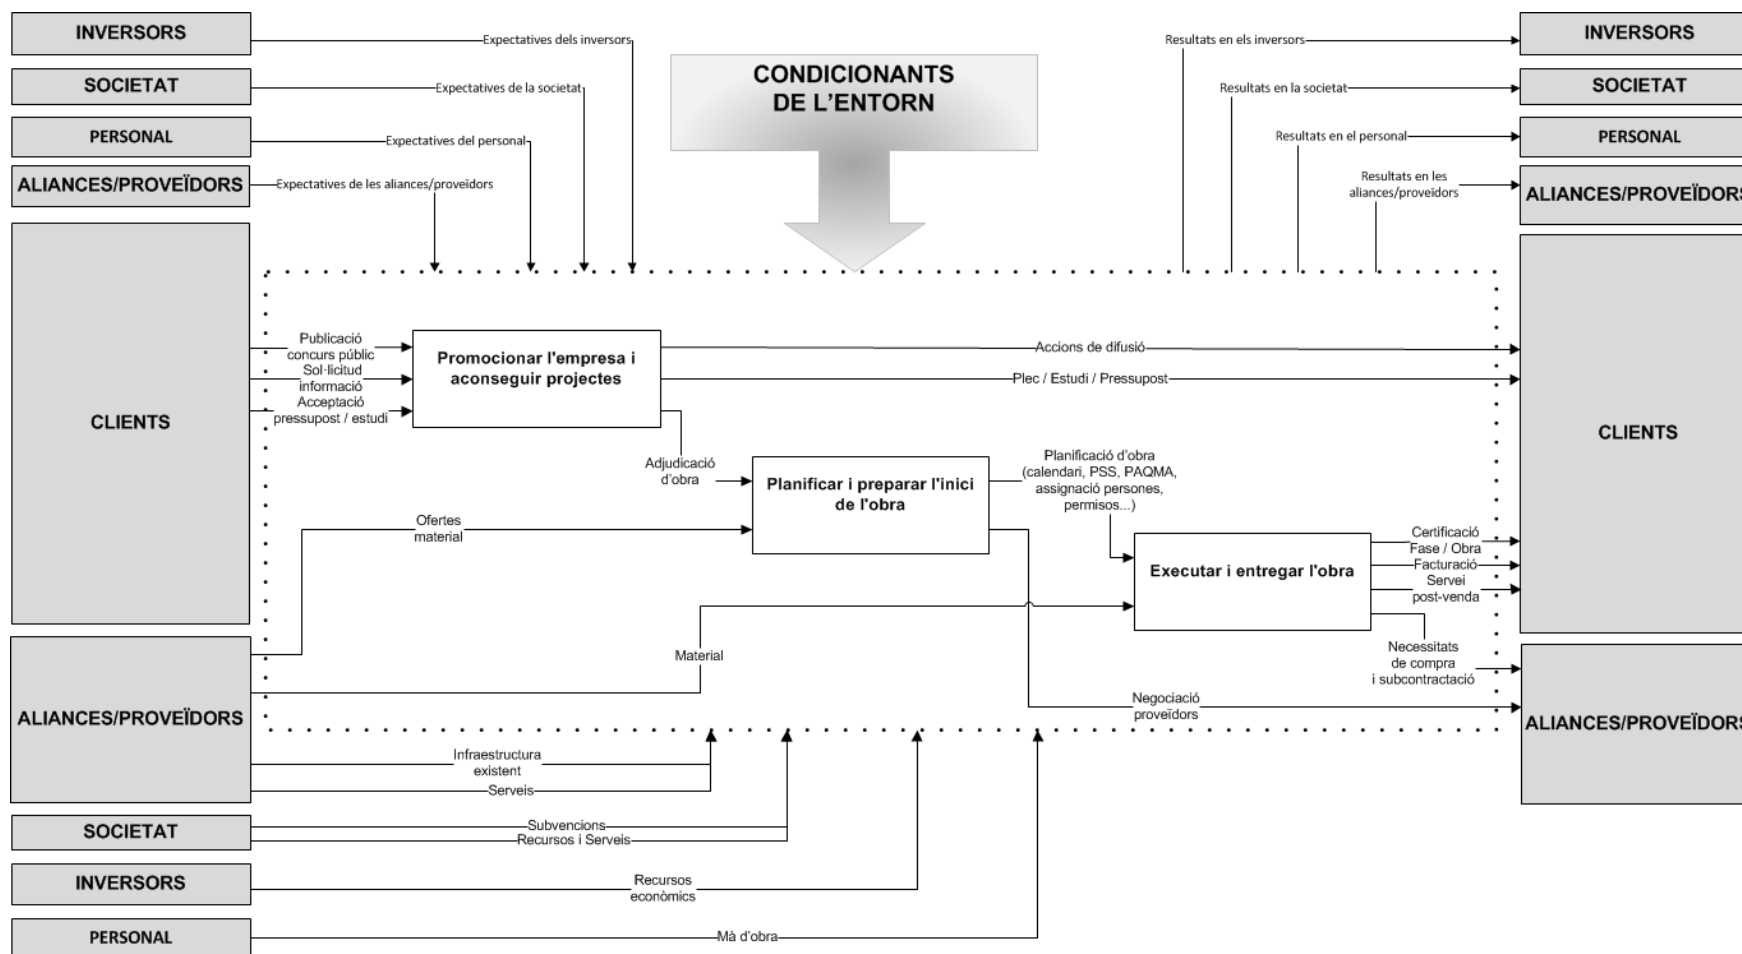 INVERSORS
Expectatives dels inversors
SOCIETAT
Expectatives de la societat
PERSONAL
Expectatives del personal
ALIANCES/PROVEÏDORS
Expectatives de les aliances/proveïdors
CONDICIONANTS
DE L’ENTORN
Resultats en els inversors
INVERSORS
Resultats en la societat
SOCIETAT
Resultats en el personal
PERSONAL
Resultats en les
aliances/proveïdors
ALIANCES/PROVEÏDORS
CLIENTS
Publicació
concurs públic
Sol·licitud
informació
Acceptació
pressupost / estudi
Promocionar l'empresa i
aconseguir projectes
Accions de difusió
Plec / Estudi / Pressupost
CLIENTS
Adjudicació
d’obra
Planificar i preparar l'inici
de l'obra
Planificació d’obra
(calendari, PSS, PAQMA,
assignació persones,
permisos...)
Ofertes
material
Executar i entregar l'obra
Certificació
Fase / Obra
Facturació
Servei
post-venda
Material
Necessitats
de compra
i subcontractació
Negociació
proveïdors
ALIANCES/PROVEÏDORS
ALIANCES/PROVEÏDORS
Infraestructura
existent
Serveis
SOCIETAT
Subvencions
Recursos i Serveis
INVERSORS
Recursos
econòmics
PERSONAL
Mà d’obra